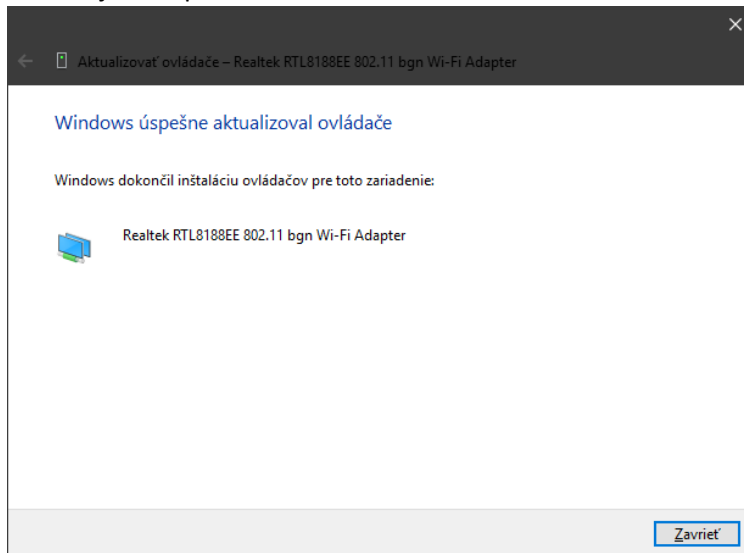 Aktualizovať ovládače – Realtek RTL8188EE 802.11 bgn Wi-Fi Adapter
Windows úspešne aktualizoval ovládače
Windows dokončil inštaláciu ovládačov pre toto zariadenie:
Realtek RTL8188EE 802.11 bgn Wi-Fi Adapter
Zavrieť